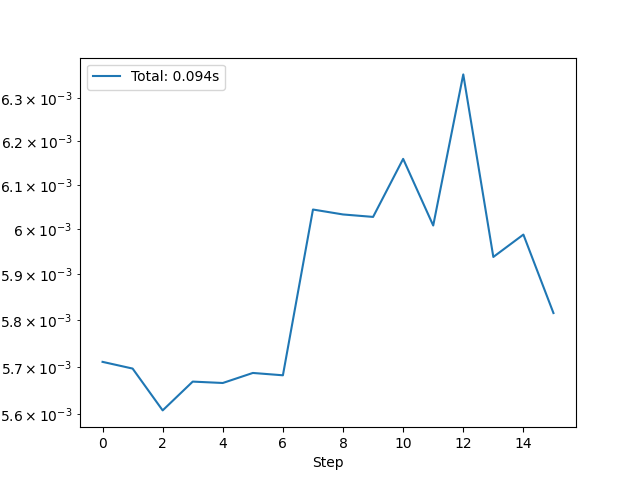 Total: 0.094s
6.3 × 10⁻³
6.2 × 10⁻³
6.1 × 10⁻³
6 × 10⁻³
5.9 × 10⁻³
5.8 × 10⁻³
5.7 × 10⁻³
5.6 × 10⁻³
0 2 4 6 8 10 12 14
Step